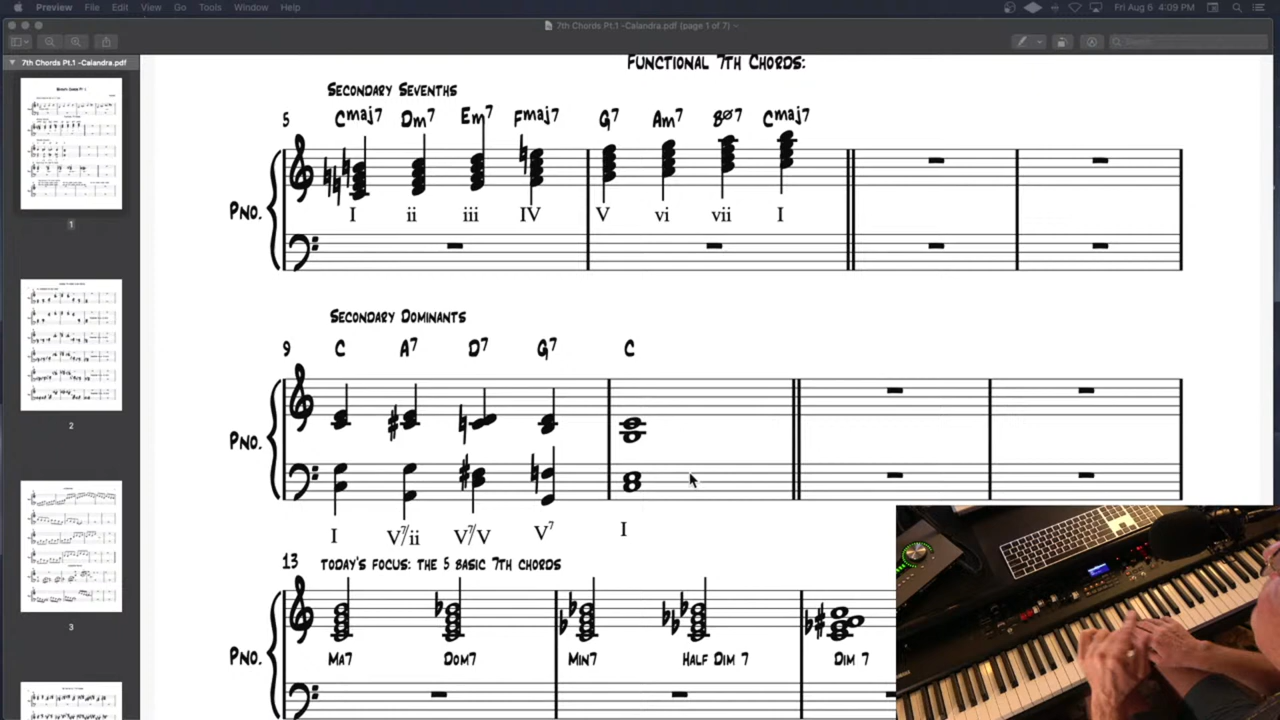 Preview File Edit View Go Tools Window Help Fri Aug 6 4:09 PM
7th Chords Pt.1 -Calandra.pdf (page 1 of 7)
Search
7th Chords Pt.1 -Calandra.pdf
Functional 7th Chords:
Secondary Sevenths
5 Cmaj7 Dm7 Em7 Fmaj7 G7 Am7 Bø7 Cmaj7
Pno.
I ii iii IV V vi vii I
Secondary Dominants
9 C A7 D7 G7 C
Pno.
I V7/ii V7/V V7 I
13 Today's focus: the 5 basic 7th chords
Pno.
Ma7 Dom7 Min7 Half Dim 7 Dim 7
1
2
3